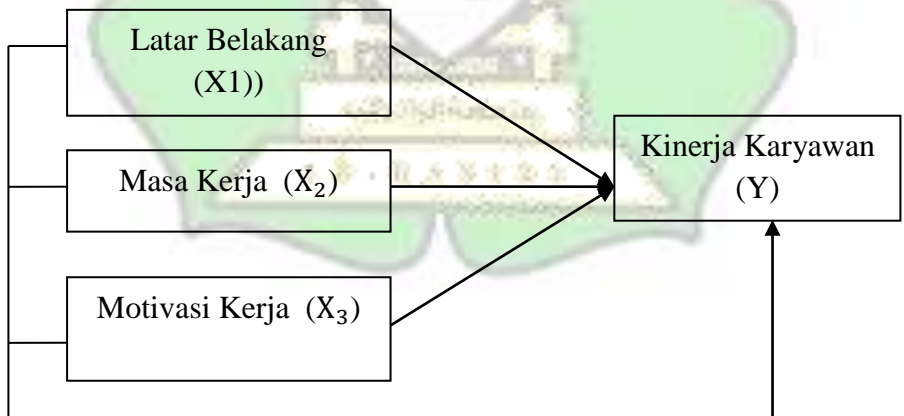 Latar Belakang
(X1))
Masa Kerja (X₂)
Motivasi Kerja (X₃)
Kinerja Karyawan
(Y)